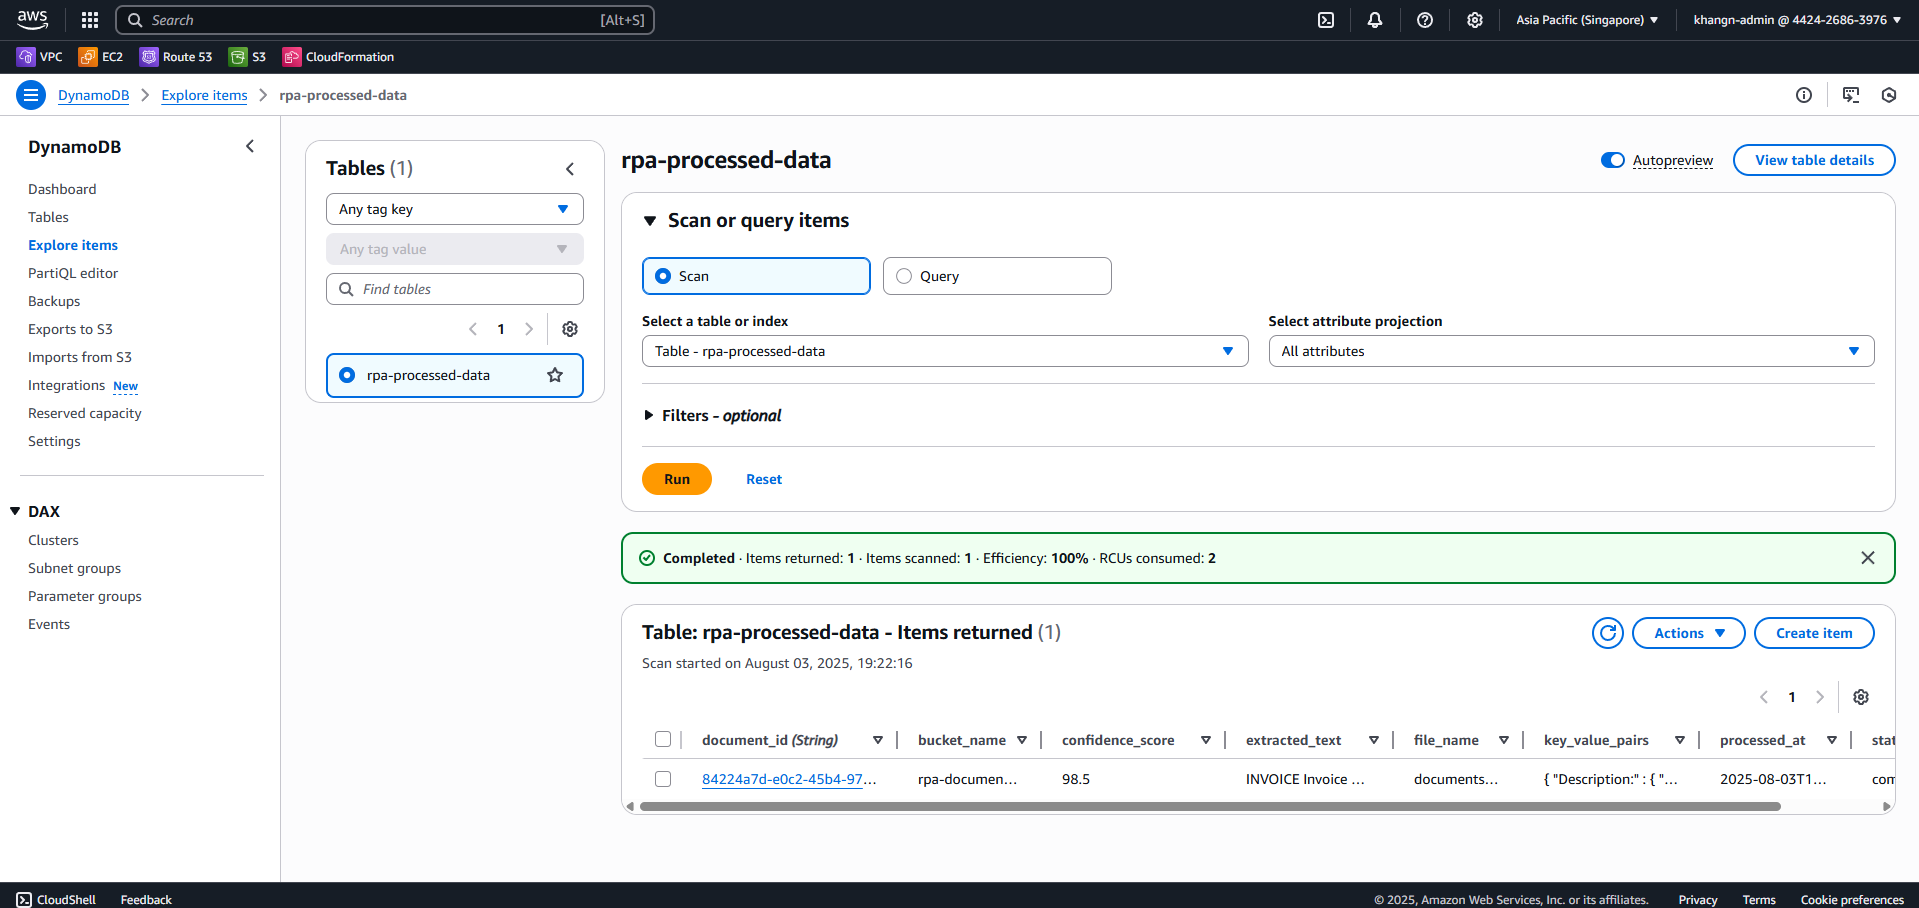 aws
Search [Alt+S]
Asia Pacific (Singapore)
khangn-admin @ 4424-2686-3976
VPC EC2 Route 53 S3 CloudFormation
DynamoDB Explore items rpa-processed-data
DynamoDB
Dashboard
Tables
Explore items
PartiQL editor
Backups
Exports to S3
Imports from S3
Integrations New
Reserved capacity
Settings
DAX
Clusters
Subnet groups
Parameter groups
Events
Tables (1)
Any tag key
Any tag value
Find tables
1
rpa-processed-data
rpa-processed-data
Autopreview
View table details
Scan or query items
Scan
Query
Select a table or index
Table - rpa-processed-data
Select attribute projection
All attributes
Filters - optional
Run Reset
Completed · Items returned: 1 · Items scanned: 1 · Efficiency: 100% · RCUs consumed: 2
Table: rpa-processed-data - Items returned (1)
Scan started on August 03, 2025, 19:22:16
Actions
Create item
1
document_id (String) bucket_name confidence_score extracted_text file_name key_value_pairs processed_at stat
84224a7d-e0c2-45b4-97... rpa-documen... 98.5 INVOICE Invoice ... documents... { "Description:" : { "... 2025-08-03T1... com
CloudShell Feedback
© 2025, Amazon Web Services, Inc. or its affiliates. Privacy Terms Cookie preferences